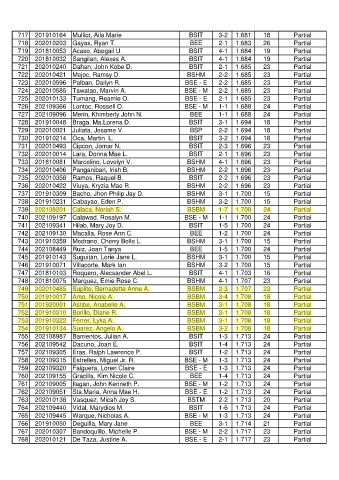 717 201910164 Mullioi, Aila Marie BSIT 3-2 1.681 18 Partial
718 202010203 Gayas, Ryan T. BEE 2-1 1.683 26 Partial
719 201810053 Acaso, Abegail U. BSIT 4-1 1.684 19 Partial
720 201810032 Sangilan, Alexes A. BSIT 4-1 1.684 19 Partial
721 202010240 Dahan, John Kobe D. BSIT 2-1 1.685 23 Partial
722 202010421 Mojoc, Ramsy D. BSHM 2-2 1.685 23 Partial
723 202010596 Palban, Dailyn R. BSE - E 2-2 1.685 23 Partial
724 202010585 Tawatao, Marvin A. BSE - M 2-2 1.685 23 Partial
725 202010133 Turnang, Reamie O. BSE - E 2-1 1.685 23 Partial
726 202109366 Lontoc, Rossell O. BSE - M 1-1 1.688 24 Partial
727 202109096 Merin, Khimberly John N. BEE 1-1 1.688 24 Partial
728 201910048 Braga, Ma.Lorena D. BSIT 3-1 1.694 18 Partial
729 202010021 Juliata, Josame V. BSP 2-2 1.694 18 Partial
730 201910214 Oca, Martin L. BSIT 3-2 1.694 18 Partial
731 202010493 Cipcon, Jomar N. BSIT 2-3 1.696 23 Partial
732 202010014 Lara, Donna Mae L. BSIT 2-1 1.696 23 Partial
733 201810081 Marcelino, Lovelyn V. BSHM 4-1 1.696 23 Partial
734 202010406 Panganiban, Irish B. BSHM 2-2 1.696 23 Partial
735 202010358 Ramos, Raquel B. BSIT 2-2 1.696 23 Partial
736 202010422 Viuya, Kryzia Mae R. BSHM 2-2 1.696 23 Partial
737 201910309 Bacho, Jhon Philip Jay D. BSHM 3-1 1.700 15 Partial
738 201910231 Cabayao, Eden P. BSHM 3-2 1.700 15 Partial
739 202108201 Calaca, Norlah S. BSBM 1-7 1.700 24 Partial
740 202109197 Calawod, Rosalyn M. BSE - M 1-1 1.700 24 Partial
741 202109341 Hilab, Mary Joy D. BSIT 1-5 1.700 24 Partial
742 202109130 Macalla, Rose Ann C. BEE 1-2 1.700 24 Partial
743 201910359 Medrano, Cherry Belle L. BSHM 3-1 1.700 15 Partial
744 202108449 Ruiz, Joan Tanya BEE 1-5 1.700 24 Partial
745 201910143 Suguitan, Lorie Jane L. BSHM 3-1 1.700 15 Partial
746 201910071 Villacorte, Mark Ian BSHM 3-2 1.700 15 Partial
747 201810103 Roquero, Alecsander Abel L. BSIT 4-1 1.703 16 Partial
748 201810075 Marquez, Ernie Rose C. BSHM 4-1 1.707 23 Partial
749 202010485 Supilio, Bernadette Anne A. BSBM 2-3 1.707 23 Partial
750 201910017 Amo, Nicole A. BSBM 3-4 1.708 18 Partial
751 201920001 Astibe, Anabelle A. BSBM 3-1 1.708 18 Partial
752 201910310 Borillo, Diane R. BSBM 3-1 1.708 18 Partial
753 201910322 Ferrer, Lyka A. BSBM 3-1 1.708 18 Partial
754 201910134 Suarez, Angelo A. BSBM 3-2 1.708 18 Partial
755 202108987 Barrientos, Julian A. BSIT 1-3 1.713 24 Partial
756 202109542 Dacuno, Joan E. BSIT 1-4 1.713 24 Partial
757 202109305 Eras, Ralph Lawrence P. BSIT 1-2 1.713 24 Partial
758 202109315 Estrelles, Miguel Jr. R. BSE - M 1-3 1.713 24 Partial
759 202109320 Falguera, Loren Claire BSE - E 1-3 1.713 24 Partial
760 202109155 Gracilla, Kim Nicole C. BEE 1-4 1.713 24 Partial
761 202109005 Ilagan, John Kenneth P. BSE - M 1-2 1.713 24 Partial
762 202109051 Sta.Maria, Anna Mae H. BSE - E 1-2 1.713 24 Partial
763 202010136 Vasquez, Micah Joy S. BSTM 2-2 1.713 20 Partial
764 202109440 Vidal, Marydios M. BSIT 1-6 1.713 24 Partial
765 202109445 Warque, Nicholas A. BSE - M 1-3 1.713 24 Partial
766 201910050 Deguilla, Mary Jane BEE 3-1 1.714 21 Partial
767 202010307 Bandoquillo, Michelle P. BSE - M 2-2 1.717 23 Partial
768 202010121 De Taza, Justine A. BSE - E 2-1 1.717 23 Partial